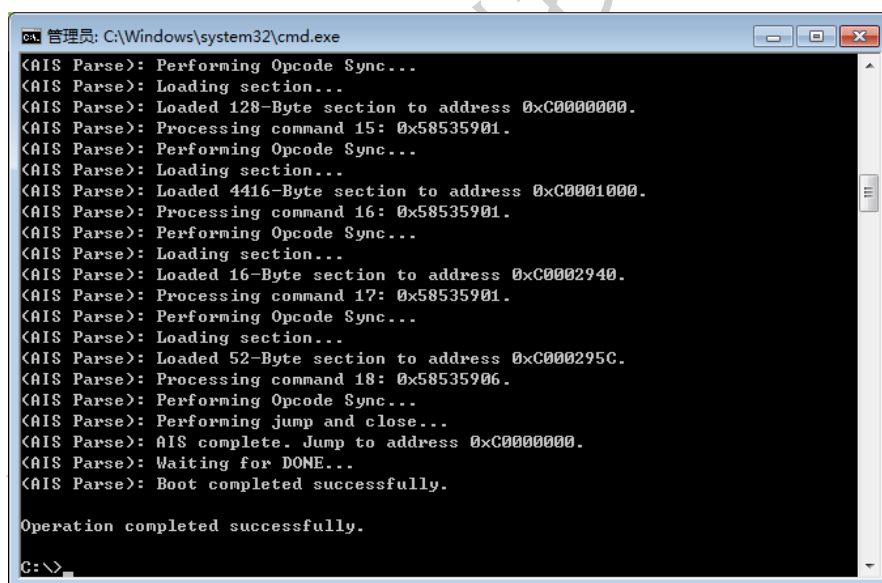 管理员: C:\Windows\system32\cmd.exe
(AIS Parse): Performing Opcode Sync...
(AIS Parse): Loading section...
(AIS Parse): Loaded 128-Byte section to address 0xC0000000.
(AIS Parse): Processing command 15: 0x58535901.
(AIS Parse): Performing Opcode Sync...
(AIS Parse): Loading section...
(AIS Parse): Loaded 4416-Byte section to address 0xC0001000.
(AIS Parse): Processing command 16: 0x58535901.
(AIS Parse): Performing Opcode Sync...
(AIS Parse): Loading section...
(AIS Parse): Loaded 16-Byte section to address 0xC0002940.
(AIS Parse): Processing command 17: 0x58535901.
(AIS Parse): Performing Opcode Sync...
(AIS Parse): Loading section...
(AIS Parse): Loaded 52-Byte section to address 0xC000295C.
(AIS Parse): Processing command 18: 0x58535906.
(AIS Parse): Performing Opcode Sync...
(AIS Parse): Performing jump and close...
(AIS Parse): AIS complete. Jump to address 0xC0000000.
(AIS Parse): Waiting for DONE...
(AIS Parse): Boot completed successfully.
Operation completed successfully.
C:\>_